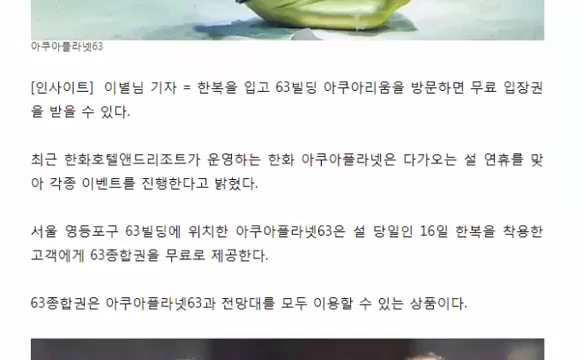 아쿠아플라넷63
[인사이트] 이별님 기자 = 한복을 입고 63빌딩 아쿠아리움을 방문하면 무료 입장권
을 받을 수 있다.
최근 한화호텔앤드리조트가 운영하는 한화 아쿠아플라넷은 다가오는 설 연휴를 맞
아 각종 이벤트를 진행한다고 밝혔다.
서울 영등포구 63빌딩에 위치한 아쿠아플라넷63은 설 당일인 16일 한복을 착용한
고객에게 63종합권을 무료로 제공한다.
63종합권은 아쿠아플라넷63과 전망대를 모두 이용할 수 있는 상품이다.